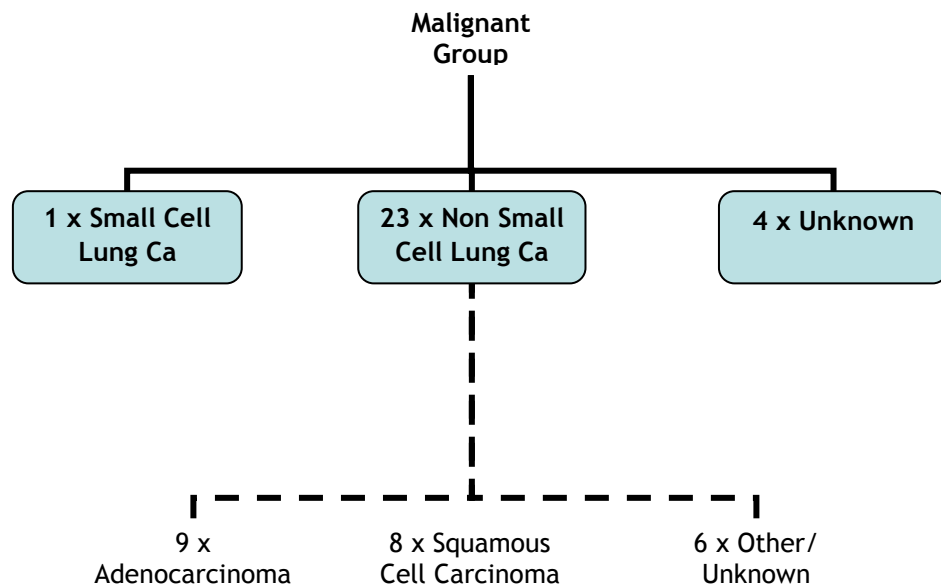 Malignant
Group
1 x Small Cell
Lung Ca
23 x Non Small
Cell Lung Ca
4 x Unknown
9 x
Adenocarcinoma
8 x Squamous
Cell Carcinoma
6 x Other/
Unknown